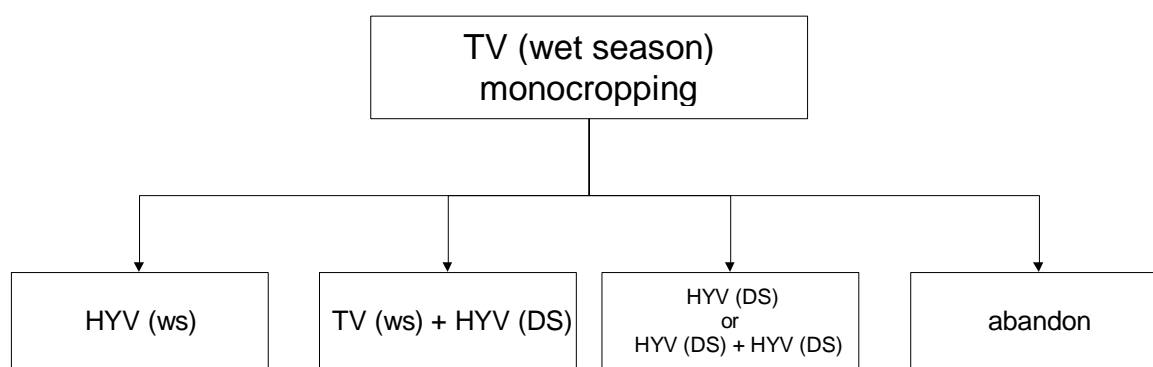 TV (wet season)
monocropping
HYV (ws)
TV (ws) + HYV (DS)
HYV (DS)
or
HYV (DS) + HYV (DS)
abandon